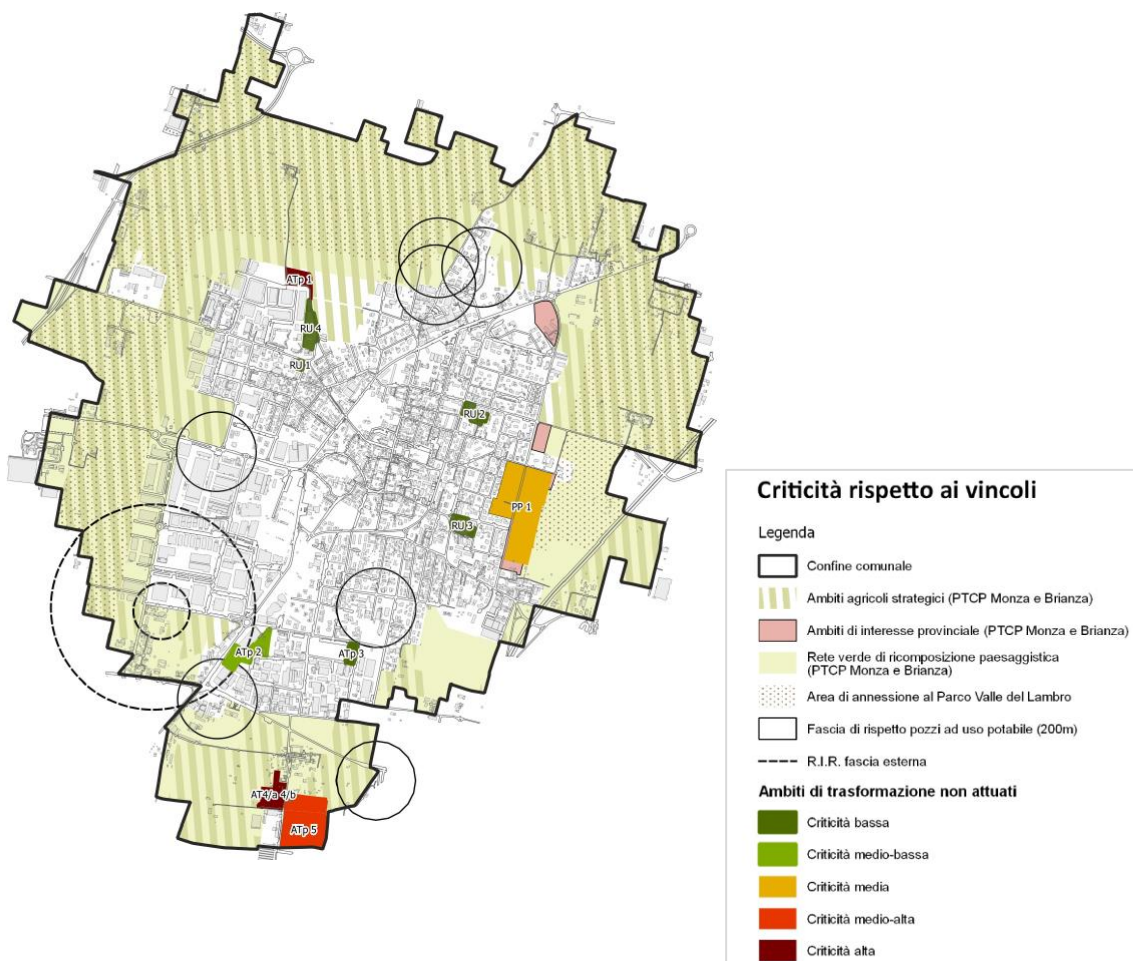 ATp 1
RU 4
RU 1
RU 2
PP 1
RU 3
ATp 2
ATp 3
AT4/a 4/b
ATp 5
Criticità rispetto ai vincoli
Legenda
Confine comunale
Ambiti agricoli strategici (PTCP Monza e Brianza)
Ambiti di interesse provinciale (PTCP Monza e Brianza)
Rete verde di ricomposizione paesaggistica
(PTCP Monza e Brianza)
Area di annessione al Parco Valle del Lambro
Fascia di rispetto pozzi ad uso potabile (200m)
R.I.R. fascia esterna
Ambiti di trasformazione non attuati
Criticità bassa
Criticità medio-bassa
Criticità media
Criticità medio-alta
Criticità alta